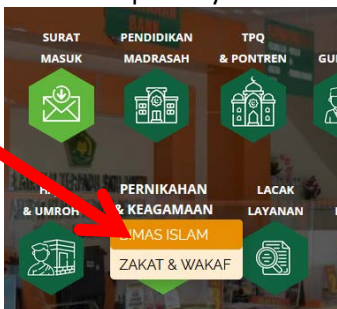 SURAT MASUK
PENDIDIKAN MADRASAH
TPQ & PONTREN
& UMROH
PERNIKAHAN & KEAGAMAAN
LACAK LAYANAN
BIMAS ISLAM
ZAKAT & WAKAF